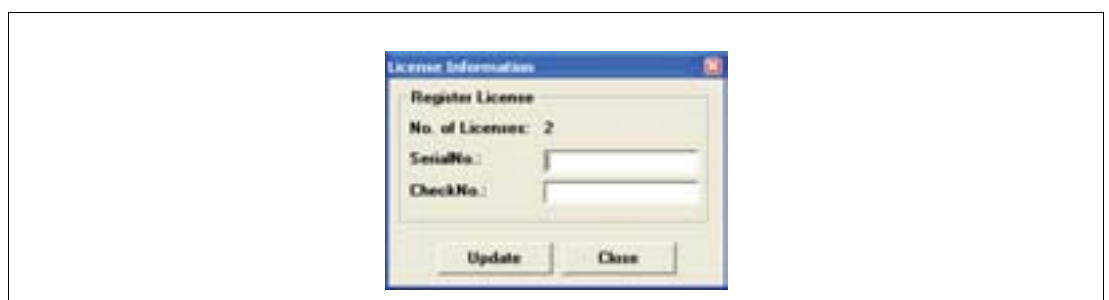 License Information
Register License
No. of Licenses: 2
SerialNo.:
CheckNo.:
Update Close